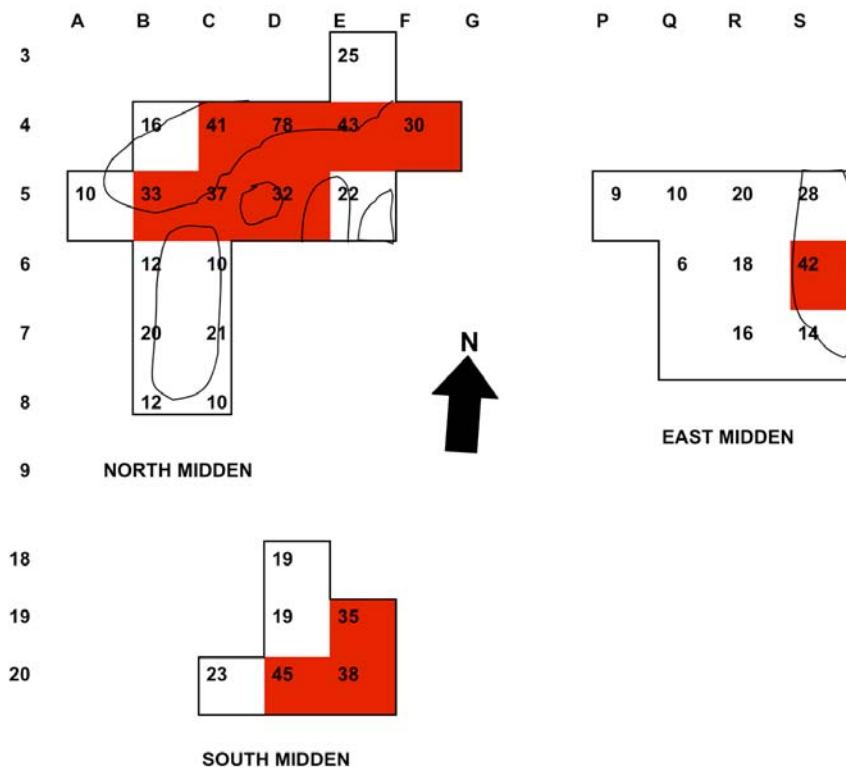 A B C D E F G P Q R S
3 25
4 16 41 78 43 30
5 10 33 37 32 22 9 10 20 28
6 12 10 6 18 42
7 20 21 16 14
N
8 12 10
EAST MIDDEN
9 NORTH MIDDEN
18 19
19 19 35
20 23 45 38
SOUTH MIDDEN